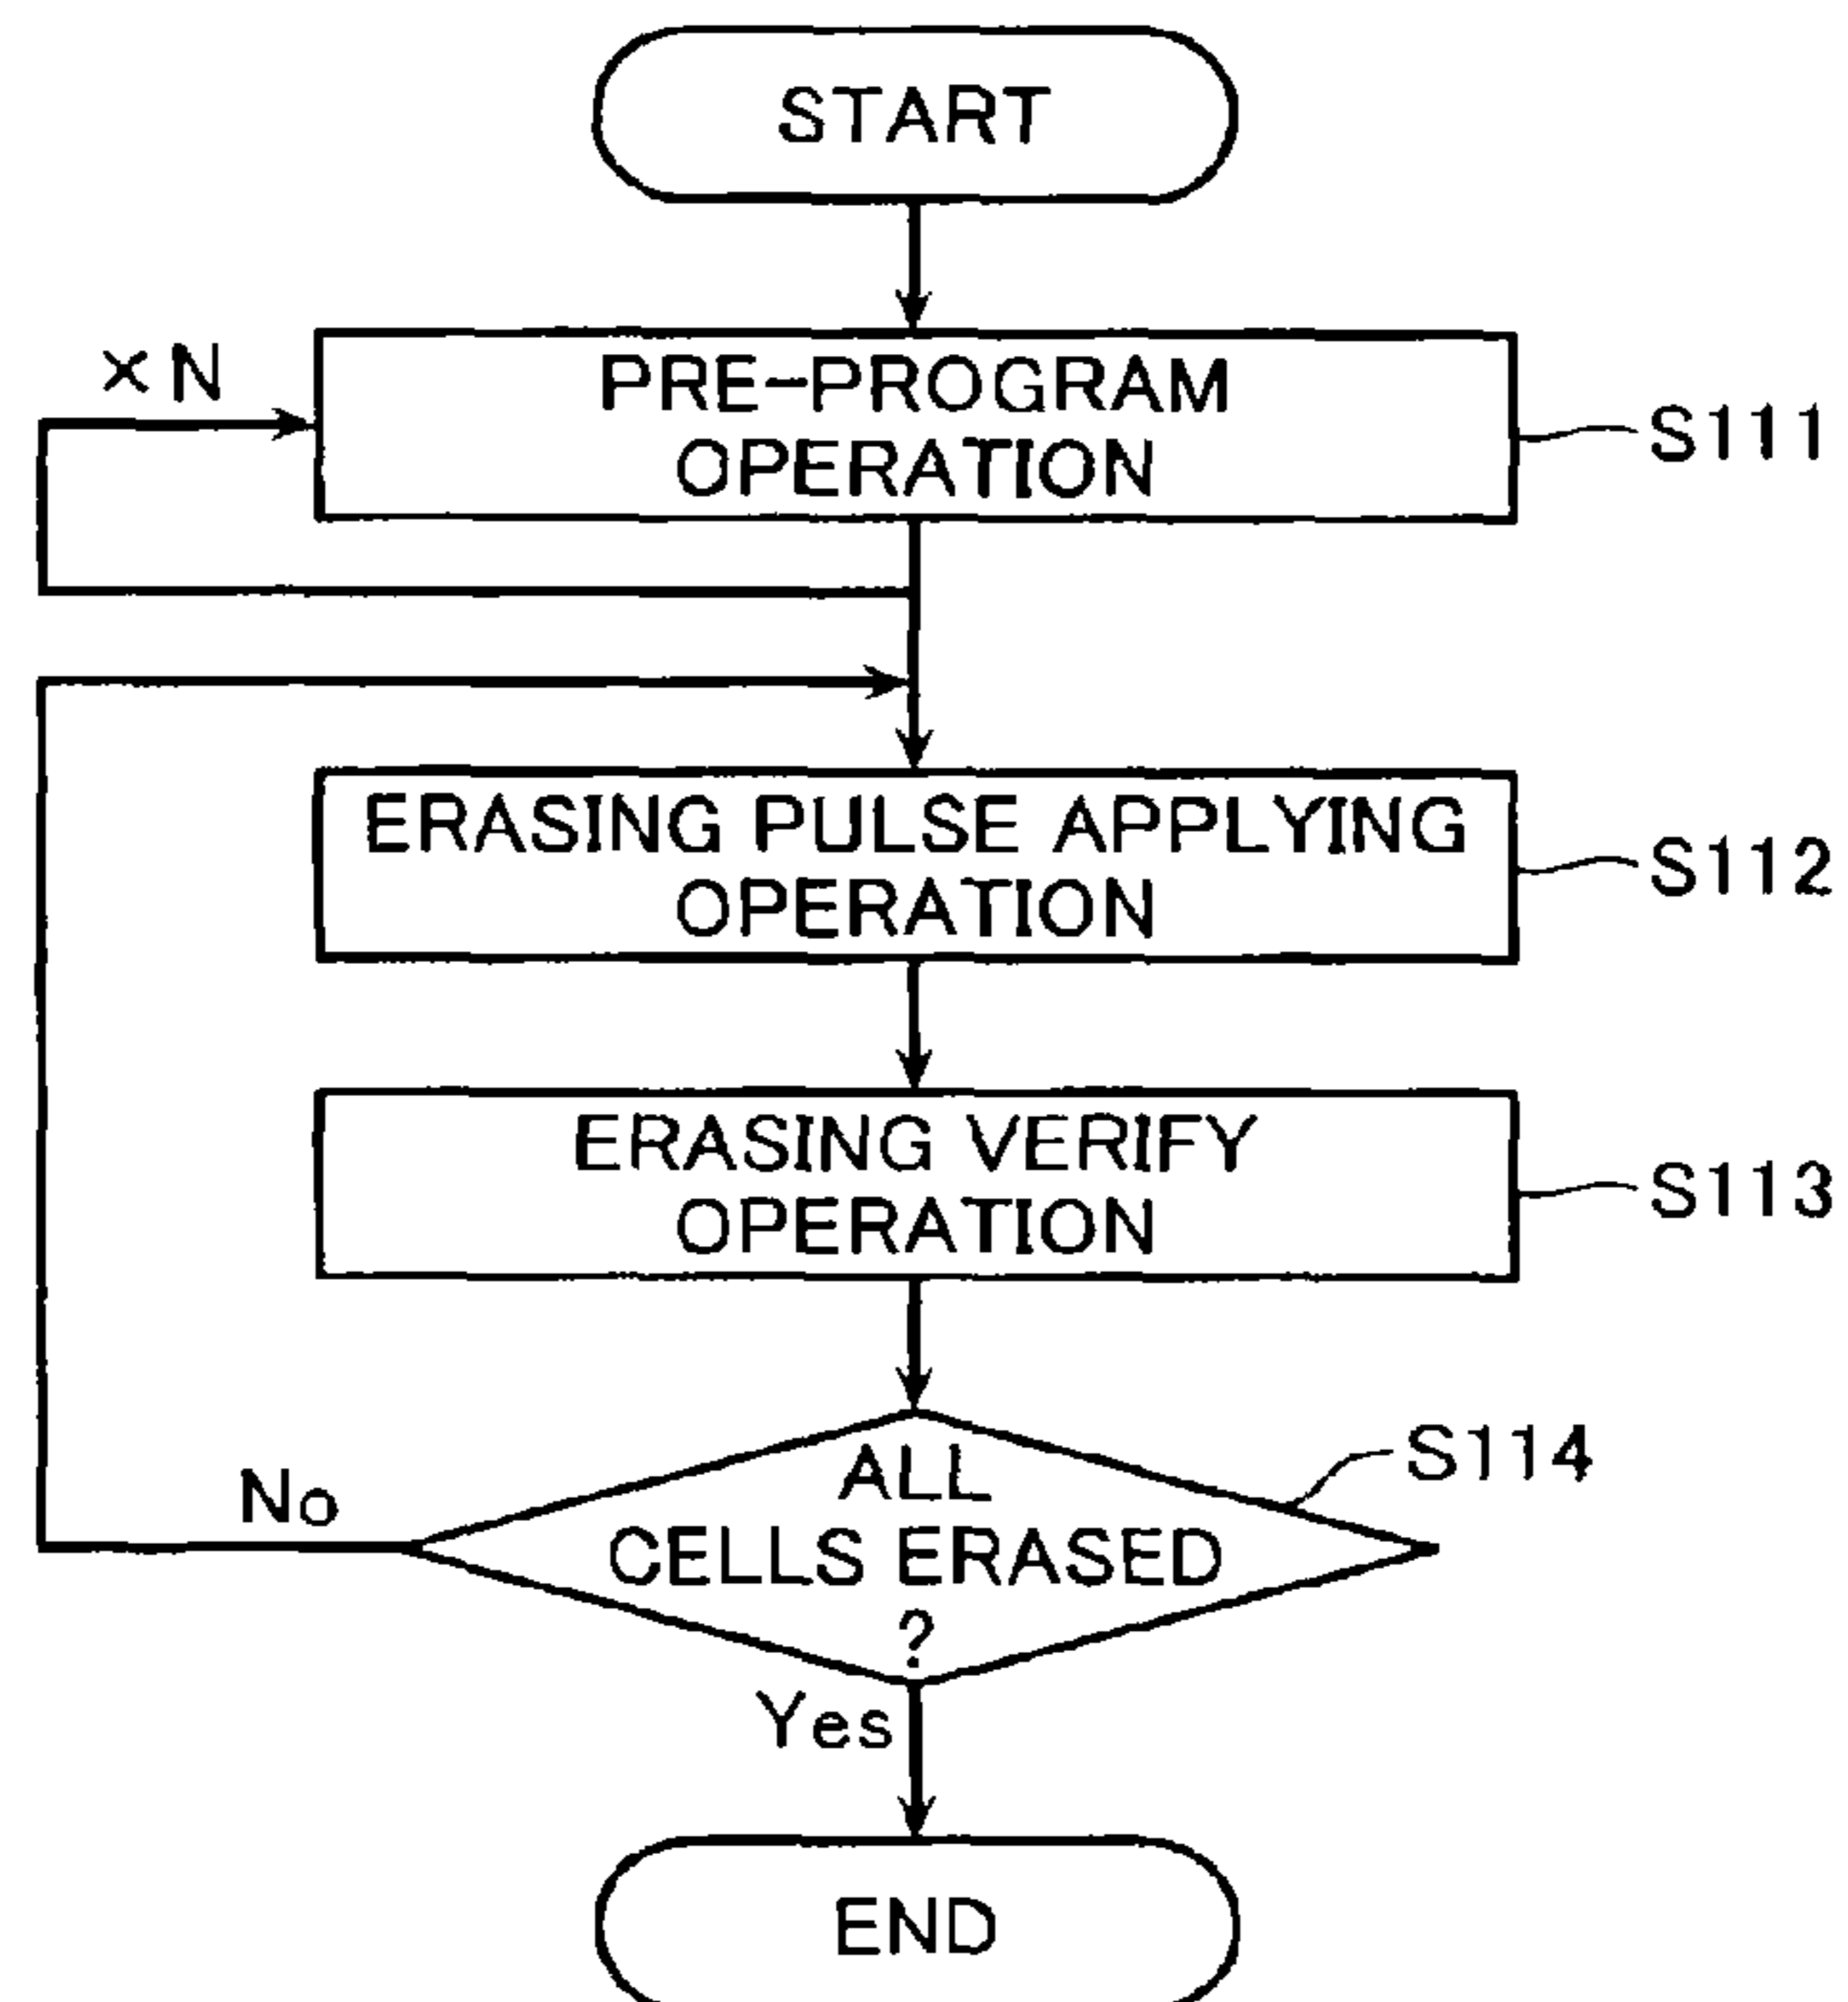 START
×N
PRE-PROGRAM
OPERATION
S111
ERASING PULSE APPLYING
OPERATION
S112
ERASING VERIFY
OPERATION
S113
ALL
CELLS ERASED
?
S114
No
Yes
END